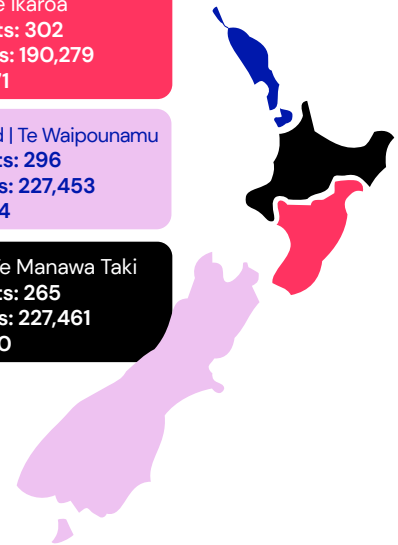 e Ikaroa
ts: 302
s: 190,279
71
d | Te Waipounamu
ts: 296
s: 227,453
4
e Manawa Taki
ts: 265
s: 227,461
0